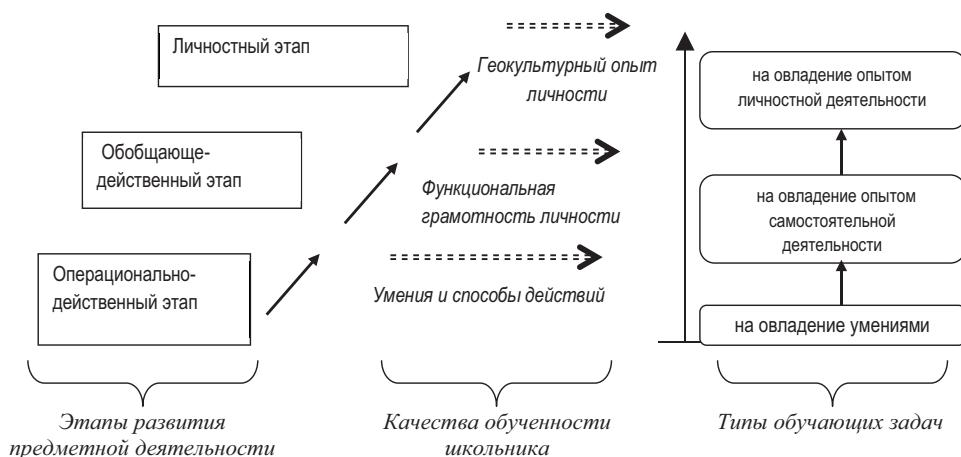 Личностный этап
Обобщающе-
действенный этап
Операционально-
действенный этап
Геокультурный опыт
личности
Функциональная
грамотность личности
Умения и способы действий
на овладение опытом
личностной деятельности
на овладение опытом
самостоятельной
деятельности
на овладение умениями
Этапы развития
предметной деятельности
Качества обученности
школьника
Типы обучающих задач